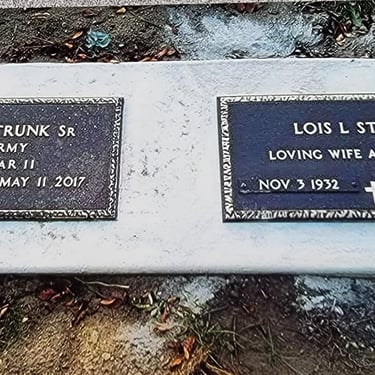 TRUNK SR
RMY
AR II
MAY 11 2017
LOIS L ST
LOVING WIFE A
NOV 3 1932